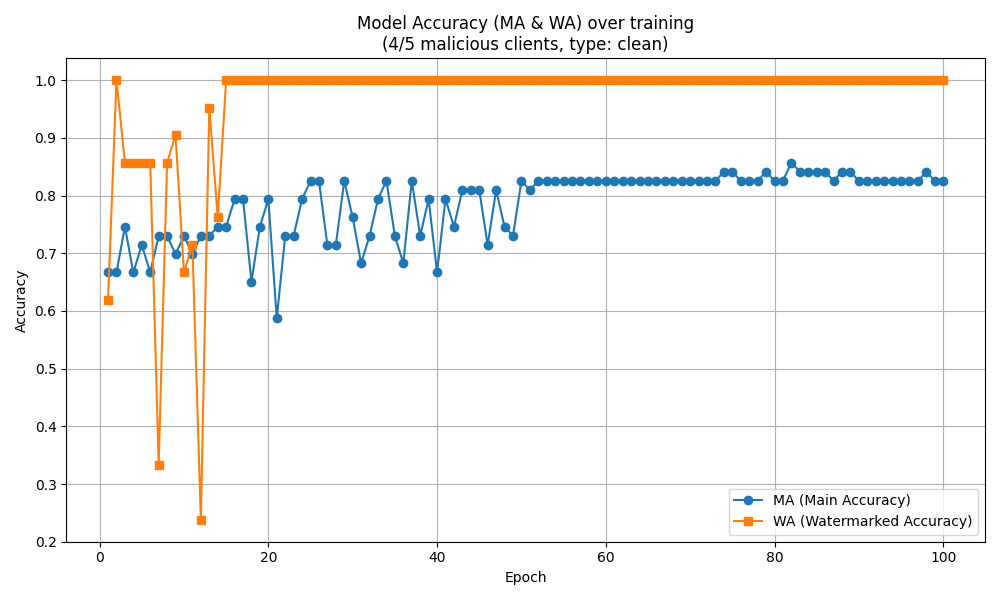 Model Accuracy (MA & WA) over training
(4/5 malicious clients, type: clean)
Accuracy
1.0
0.9
0.8
0.7
0.6
0.5
0.4
0.3
0.2
0 20 40 60 80 100
Epoch
MA (Main Accuracy)
WA (Watermarked Accuracy)